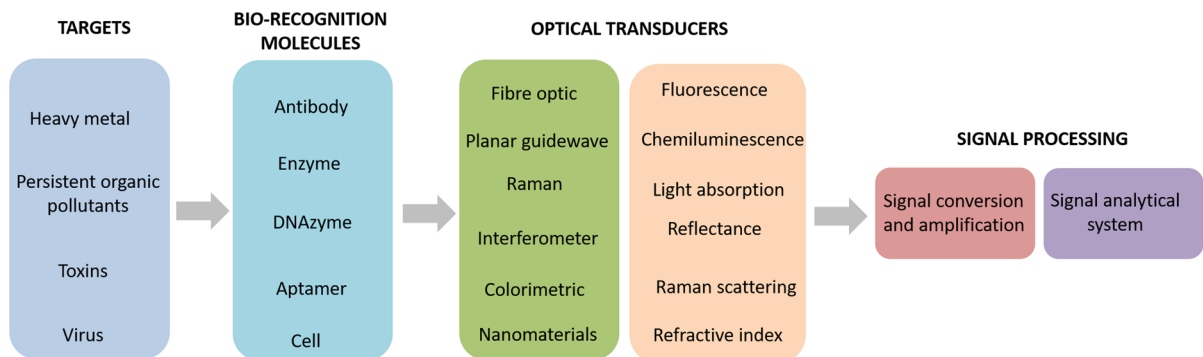 TARGETS
Heavy metal
Persistent organic
pollutants
Toxins
Virus
BIO-RECOGNITION
MOLECULES
Antibody
Enzyme
DNAzyme
Aptamer
Cell
OPTICAL TRANSDUCERS
Fibre optic
Planar guidewave
Raman
Interferometer
Colorimetric
Nanomaterials
Fluorescence
Chemiluminescence
Light absorption
Reflectance
Raman scattering
Refractive index
SIGNAL PROCESSING
Signal conversion
and amplification
Signal analytical
system